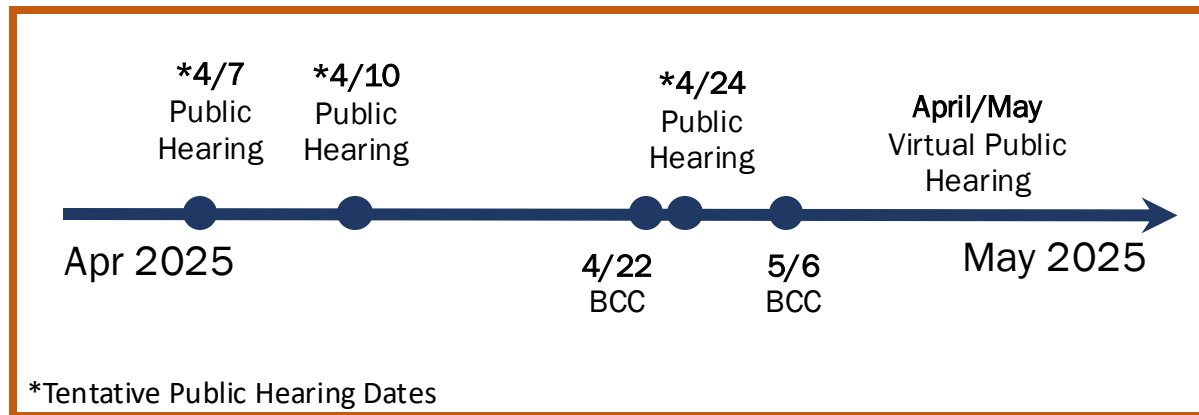 *4/7
Public
Hearing
*4/10
Public
Hearing
*4/24
Public
Hearing
April/May
Virtual Public
Hearing
Apr 2025
May 2025
4/22
BCC
5/6
BCC
*Tentative Public Hearing Dates